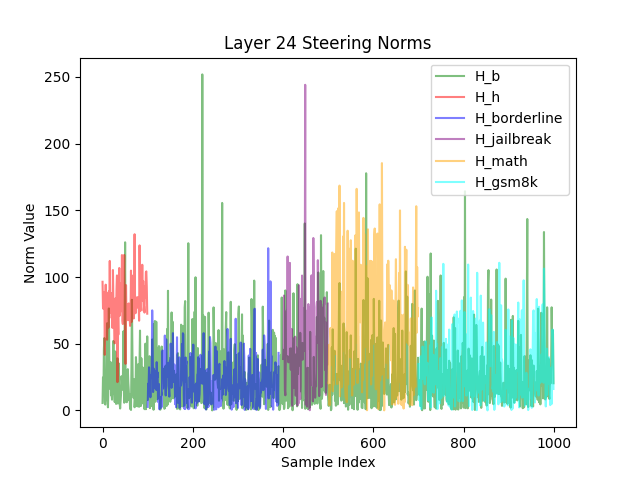 Layer 24 Steering Norms
H_b
H_h
H_borderline
H_jailbreak
H_math
H_gsm8k
Norm Value
250
200
150
100
50
0
0 200 400 600 800 1000
Sample Index